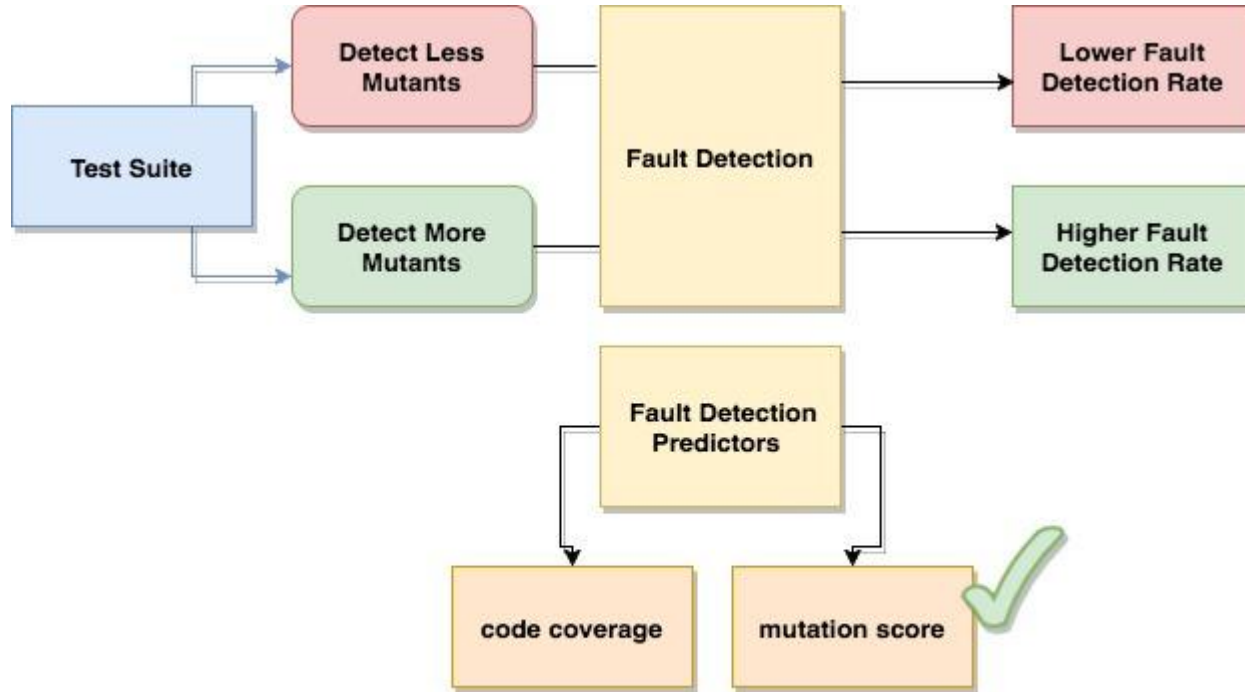 Detect Less
Mutants
Lower Fault
Detection Rate
Test Suite
Fault Detection
Detect More
Mutants
Higher Fault
Detection Rate
Fault Detection
Predictors
code coverage
mutation score